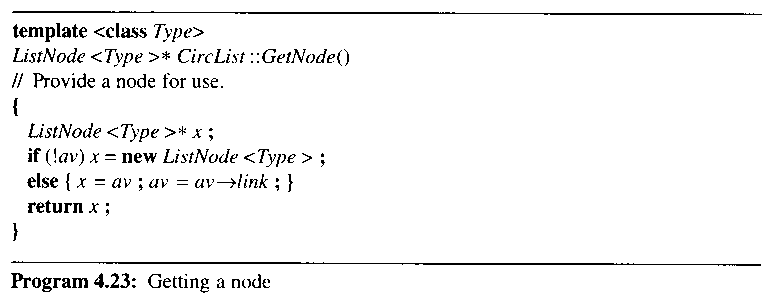 template <class Type>
ListNode <Type >* CircList ::GetNode()
// Provide a node for use.
{
ListNode <Type >* x ;
if (!av) x = new ListNode <Type > ;
else { x = av ; av = av→link ; }
return x ;
}
Program 4.23: Getting a node